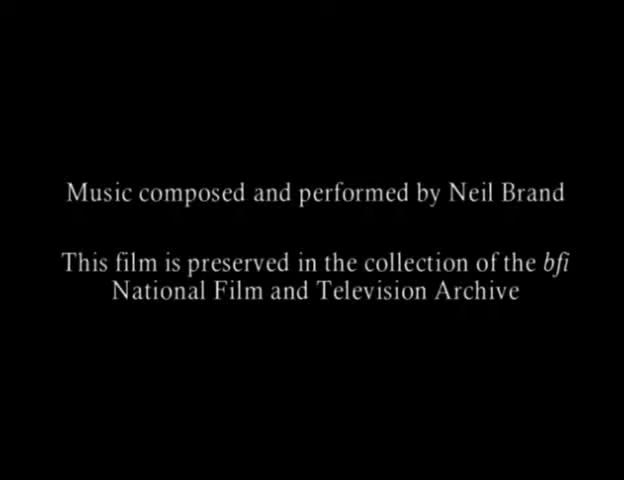 Music composed and performed by Neil Brand
This film is preserved in the collection of the bfi
National Film and Television Archive